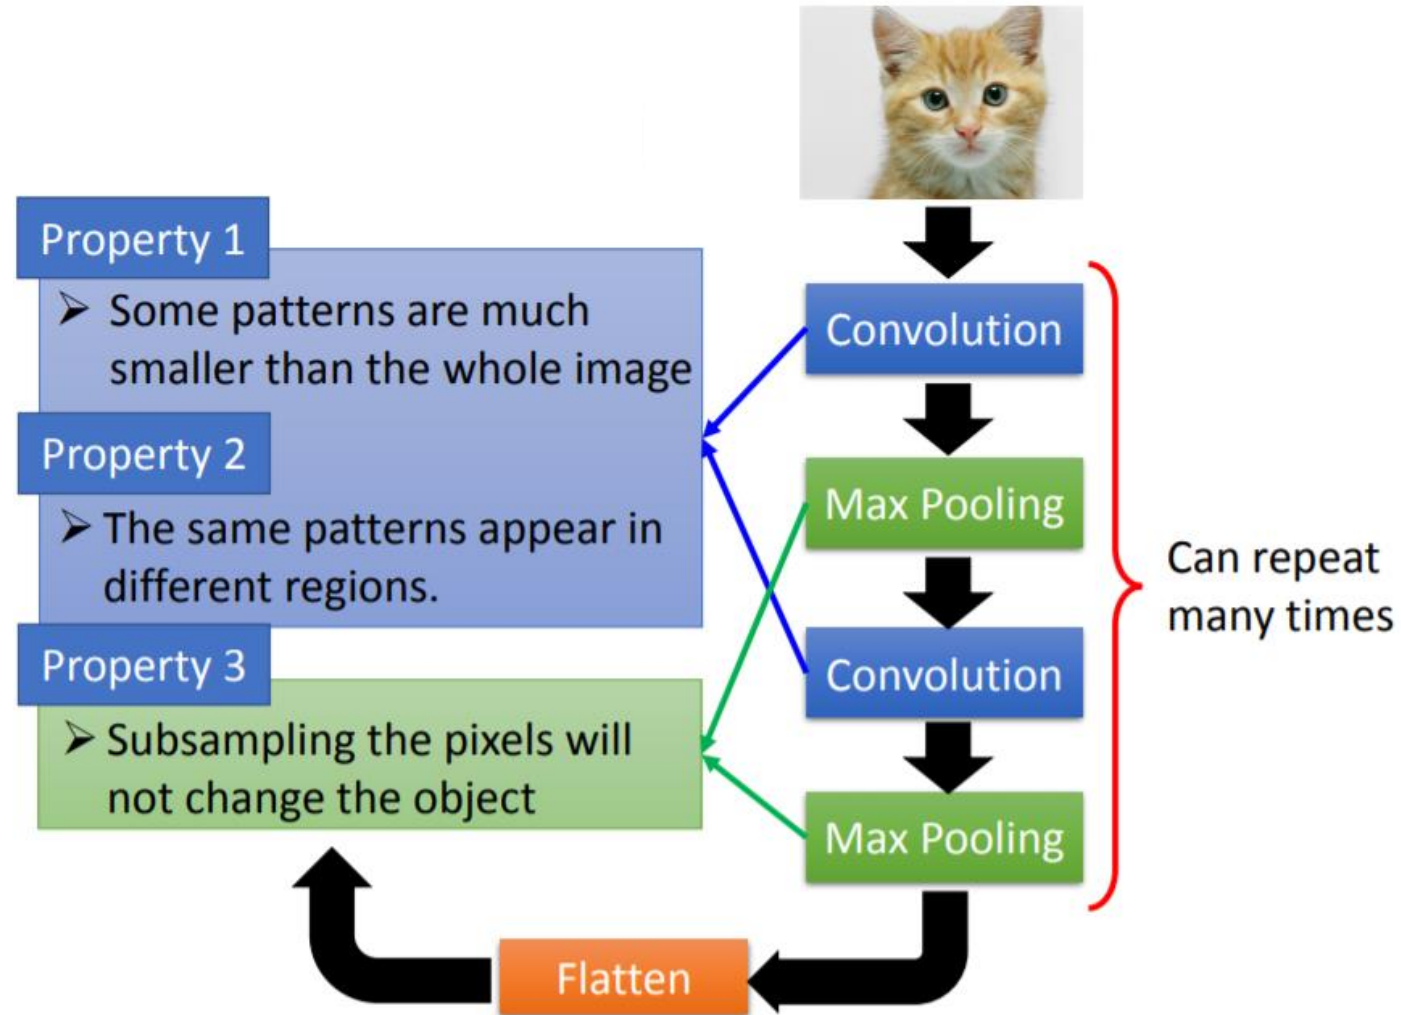 Property 1
➢ Some patterns are much
smaller than the whole image
Property 2
➢ The same patterns appear in
different regions.
Property 3
➢ Subsampling the pixels will
not change the object
Convolution
Max Pooling
Convolution
Max Pooling
Can repeat
many times
Flatten